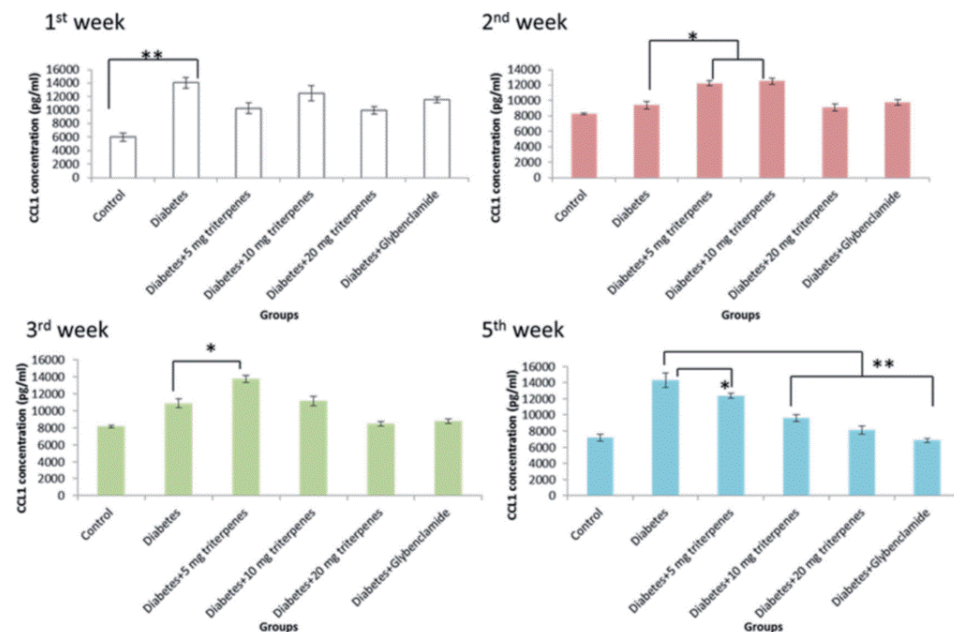 1st week
**
CCL1 concentration (pg/ml)
16000
14000
12000
10000
8000
6000
4000
2000
0
Control
Diabetes
Diabetes+5 mg triterpenes
Diabetes+10 mg triterpenes
Diabetes+20 mg triterpenes
Diabetes+Glybenclamide
Groups
2nd week
*
CCL1 concentration (pg/ml)
14000
12000
10000
8000
6000
4000
2000
0
Control
Diabetes
Diabetes+5 mg triterpenes
Diabetes+10 mg triterpenes
Diabetes+20 mg triterpenes
Diabetes+Glybenclamide
Groups
3rd week
*
CCL1 concentration (pg/ml)
16000
14000
12000
10000
8000
6000
4000
2000
0
Control
Diabetes
Diabetes+5 mg triterpenes
Diabetes+10 mg triterpenes
Diabetes+20 mg triterpenes
Diabetes+Glybenclamide
Groups
5th week
**
*
CCL1 concentration (pg/ml)
16000
14000
12000
10000
8000
6000
4000
2000
0
Control
Diabetes
Diabetes+5 mg triterpenes
Diabetes+10 mg triterpenes
Diabetes+20 mg triterpenes
Diabetes+Glybenclamide
Groups